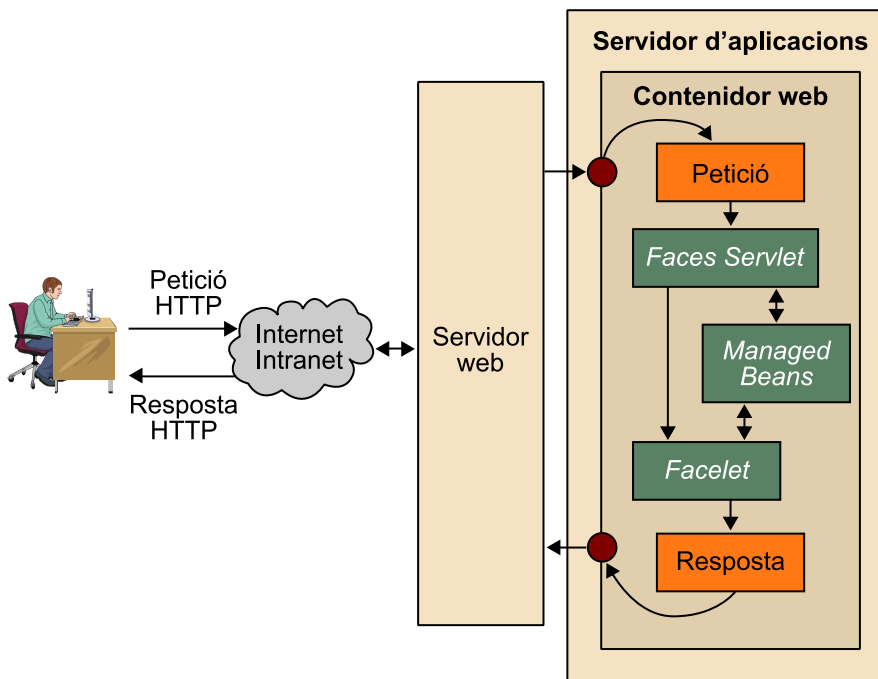 Servidor d'aplicacions
Contenidor web
Petició
Faces Servlet
Managed
Beans
Facelet
Resposta
Servidor
web
Petició
HTTP
Internet
Intranet
Resposta
HTTP